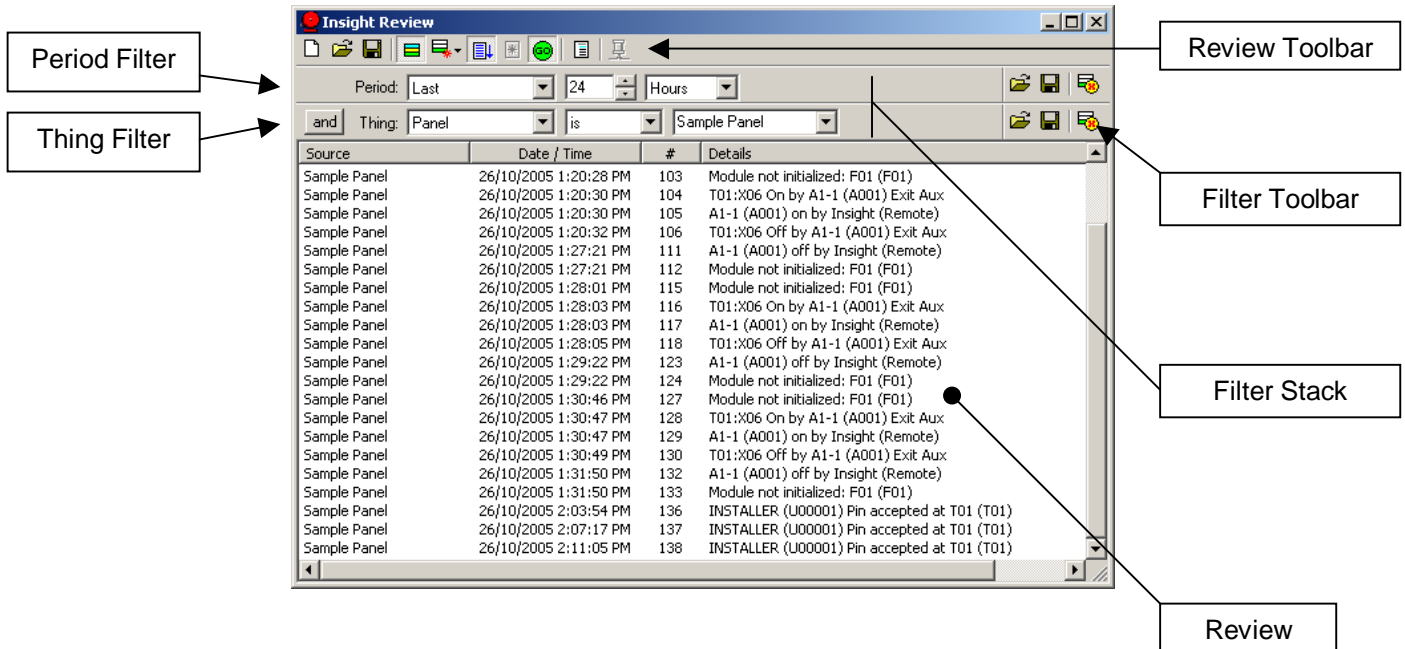 Insight Review
Review Toolbar
Period Filter
GO
Period: Last 24 Hours
Thing Filter
and Thing: Panel is Sample Panel
Filter Toolbar
Source Date / Time # Details
Sample Panel 26/10/2005 1:20:28 PM 103 Module not initialized: F01 (F01)
Sample Panel 26/10/2005 1:20:30 PM 104 T01:X06 On by A1-1 (A001) Exit Aux
Sample Panel 26/10/2005 1:20:30 PM 105 A1-1 (A001) on by Insight (Remote)
Sample Panel 26/10/2005 1:20:32 PM 106 T01:X06 Off by A1-1 (A001) Exit Aux
Sample Panel 26/10/2005 1:27:21 PM 111 A1-1 (A001) off by Insight (Remote)
Sample Panel 26/10/2005 1:27:21 PM 112 Module not initialized: F01 (F01)
Sample Panel 26/10/2005 1:28:01 PM 115 Module not initialized: F01 (F01)
Sample Panel 26/10/2005 1:28:03 PM 116 T01:X06 On by A1-1 (A001) Exit Aux
Sample Panel 26/10/2005 1:28:03 PM 117 A1-1 (A001) on by Insight (Remote)
Sample Panel 26/10/2005 1:28:05 PM 118 T01:X06 Off by A1-1 (A001) Exit Aux
Sample Panel 26/10/2005 1:29:22 PM 123 A1-1 (A001) off by Insight (Remote)
Sample Panel 26/10/2005 1:29:22 PM 124 Module not initialized: F01 (F01)
Sample Panel 26/10/2005 1:30:46 PM 127 Module not initialized: F01 (F01)
Sample Panel 26/10/2005 1:30:47 PM 128 T01:X06 On by A1-1 (A001) Exit Aux
Sample Panel 26/10/2005 1:30:47 PM 129 A1-1 (A001) on by Insight (Remote)
Sample Panel 26/10/2005 1:30:49 PM 130 T01:X06 Off by A1-1 (A001) Exit Aux
Sample Panel 26/10/2005 1:31:50 PM 132 A1-1 (A001) off by Insight (Remote)
Sample Panel 26/10/2005 1:31:50 PM 133 Module not initialized: F01 (F01)
Sample Panel 26/10/2005 2:03:54 PM 136 INSTALLER (U00001) Pin accepted at T01 (T01)
Sample Panel 26/10/2005 2:07:17 PM 137 INSTALLER (U00001) Pin accepted at T01 (T01)
Sample Panel 26/10/2005 2:11:05 PM 138 INSTALLER (U00001) Pin accepted at T01 (T01)
Filter Stack
Review